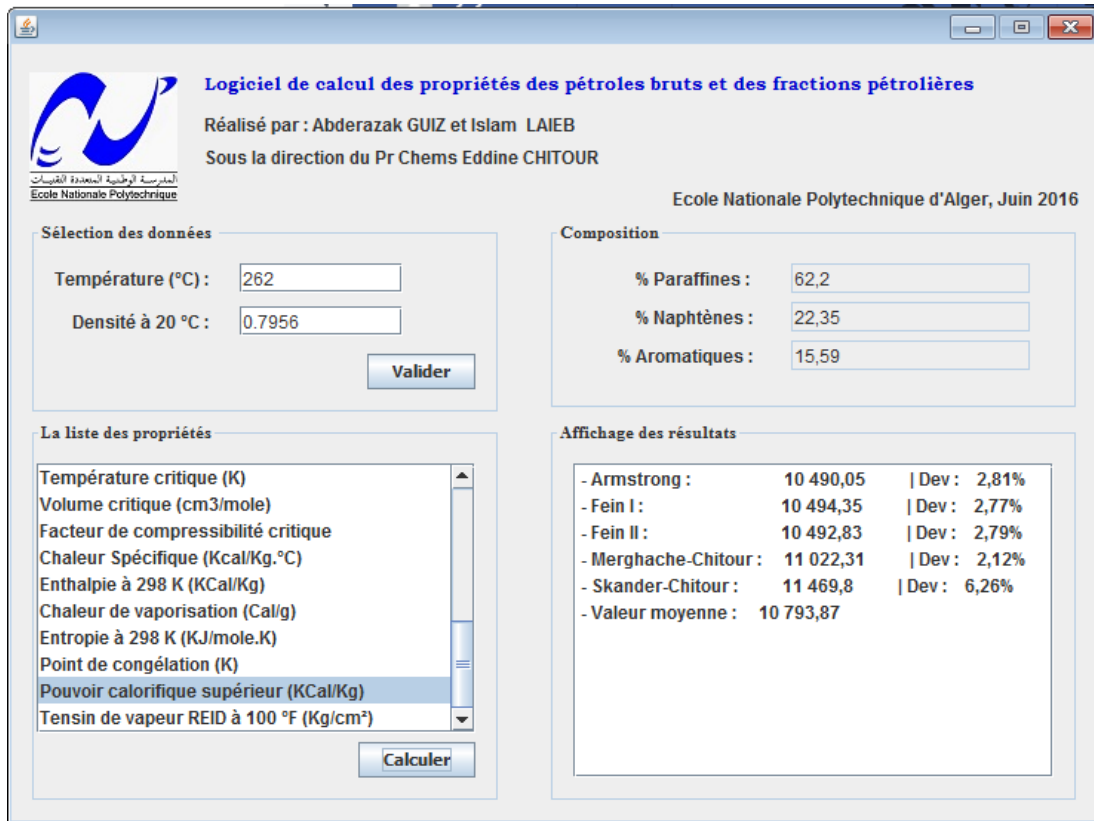 Logiciel de calcul des propriétés des pétroles bruts et des fractions pétrolières
Réalisé par : Abderazak GUIZ et Islam LAIEB
Sous la direction du Pr Chems Eddine CHITOUR
المدرسة الوطنية المتعددة التقنيات
Ecole Nationale Polytechnique
Ecole Nationale Polytechnique d'Alger, Juin 2016
Sélection des données
Température (°C) : 262
Densité à 20 °C : 0.7956
Valider
Composition
% Paraffines : 62,2
% Naphtènes : 22,35
% Aromatiques : 15,59
La liste des propriétés
Température critique (K)
Volume critique (cm3/mole)
Facteur de compressibilité critique
Chaleur Spécifique (Kcal/Kg.°C)
Enthalpie à 298 K (KCal/Kg)
Chaleur de vaporisation (Cal/g)
Entropie à 298 K (KJ/mole.K)
Point de congélation (K)
Pouvoir calorifique supérieur (KCal/Kg)
Tensin de vapeur REID à 100 °F (Kg/cm²)
Calculer
Affichage des résultats
- Armstrong : 10 490,05 | Dev : 2,81%
- Fein I : 10 494,35 | Dev : 2,77%
- Fein II : 10 492,83 | Dev : 2,79%
- Merghache-Chitour : 11 022,31 | Dev : 2,12%
- Skander-Chitour : 11 469,8 | Dev : 6,26%
- Valeur moyenne : 10 793,87